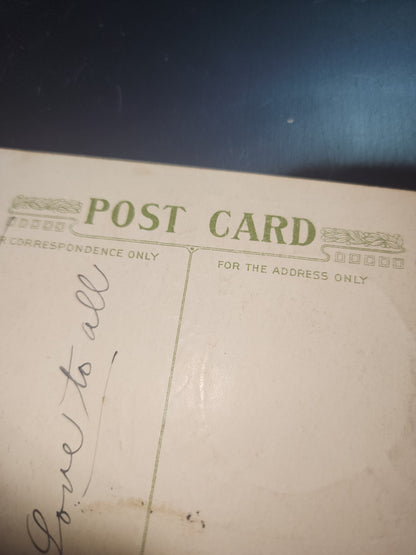 POST CARD
R CORRESPONDENCE ONLY
FOR THE ADDRESS ONLY
Love to all